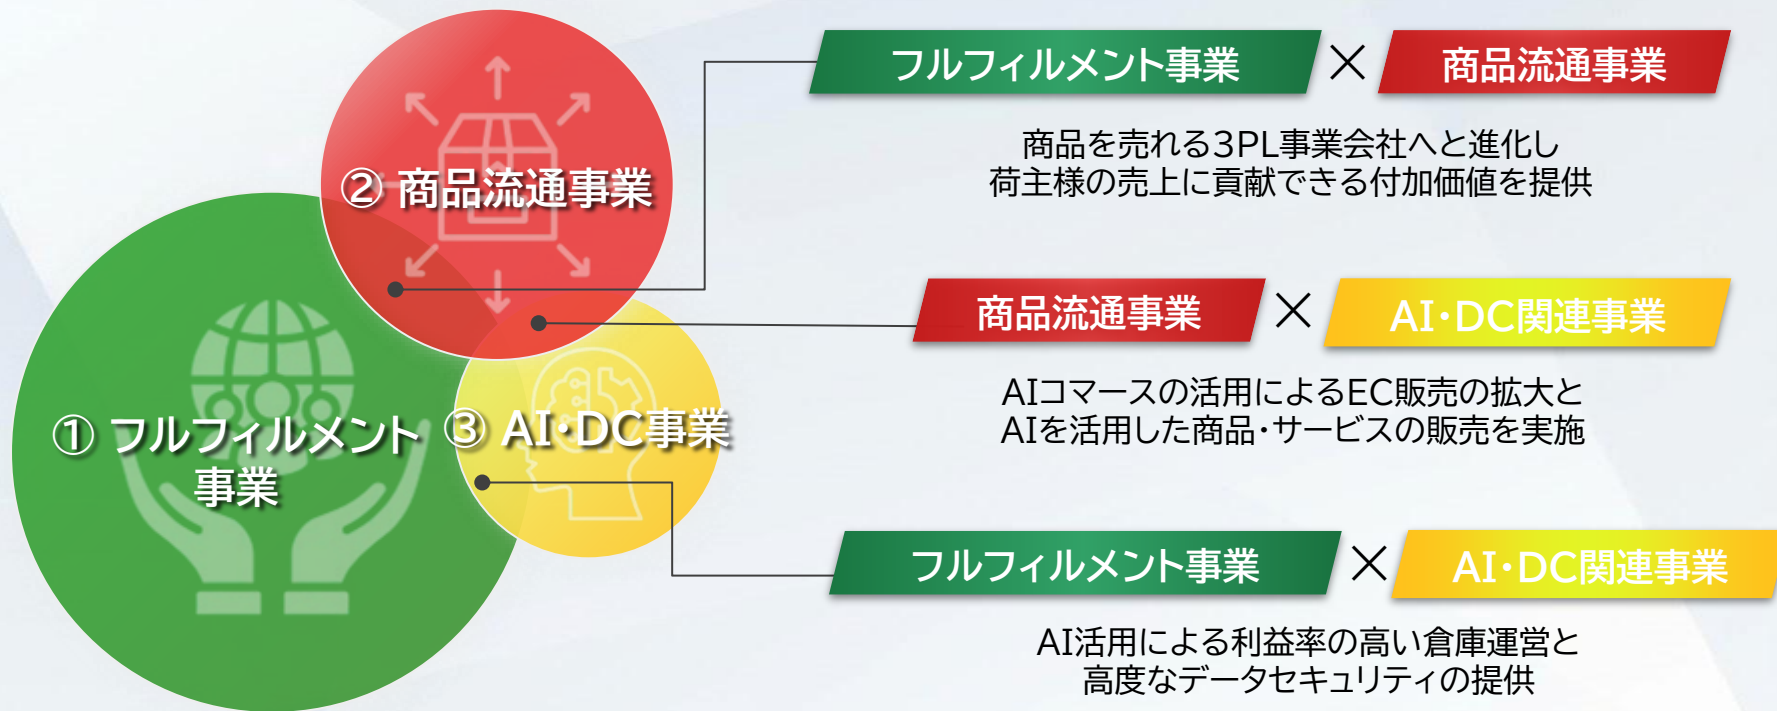 ② 商品流通事業
① フルフィルメント
事業
③ AI・DC事業
フルフィルメント事業 × 商品流通事業
商品を売れる3PL事業会社へと進化し
荷主様の売上に貢献できる付加価値を提供
商品流通事業 × AI・DC関連事業
AIコマースの活用によるEC販売の拡大と
AIを活用した商品・サービスの販売を実施
フルフィルメント事業 × AI・DC関連事業
AI活用による利益率の高い倉庫運営と
高度なデータセキュリティの提供